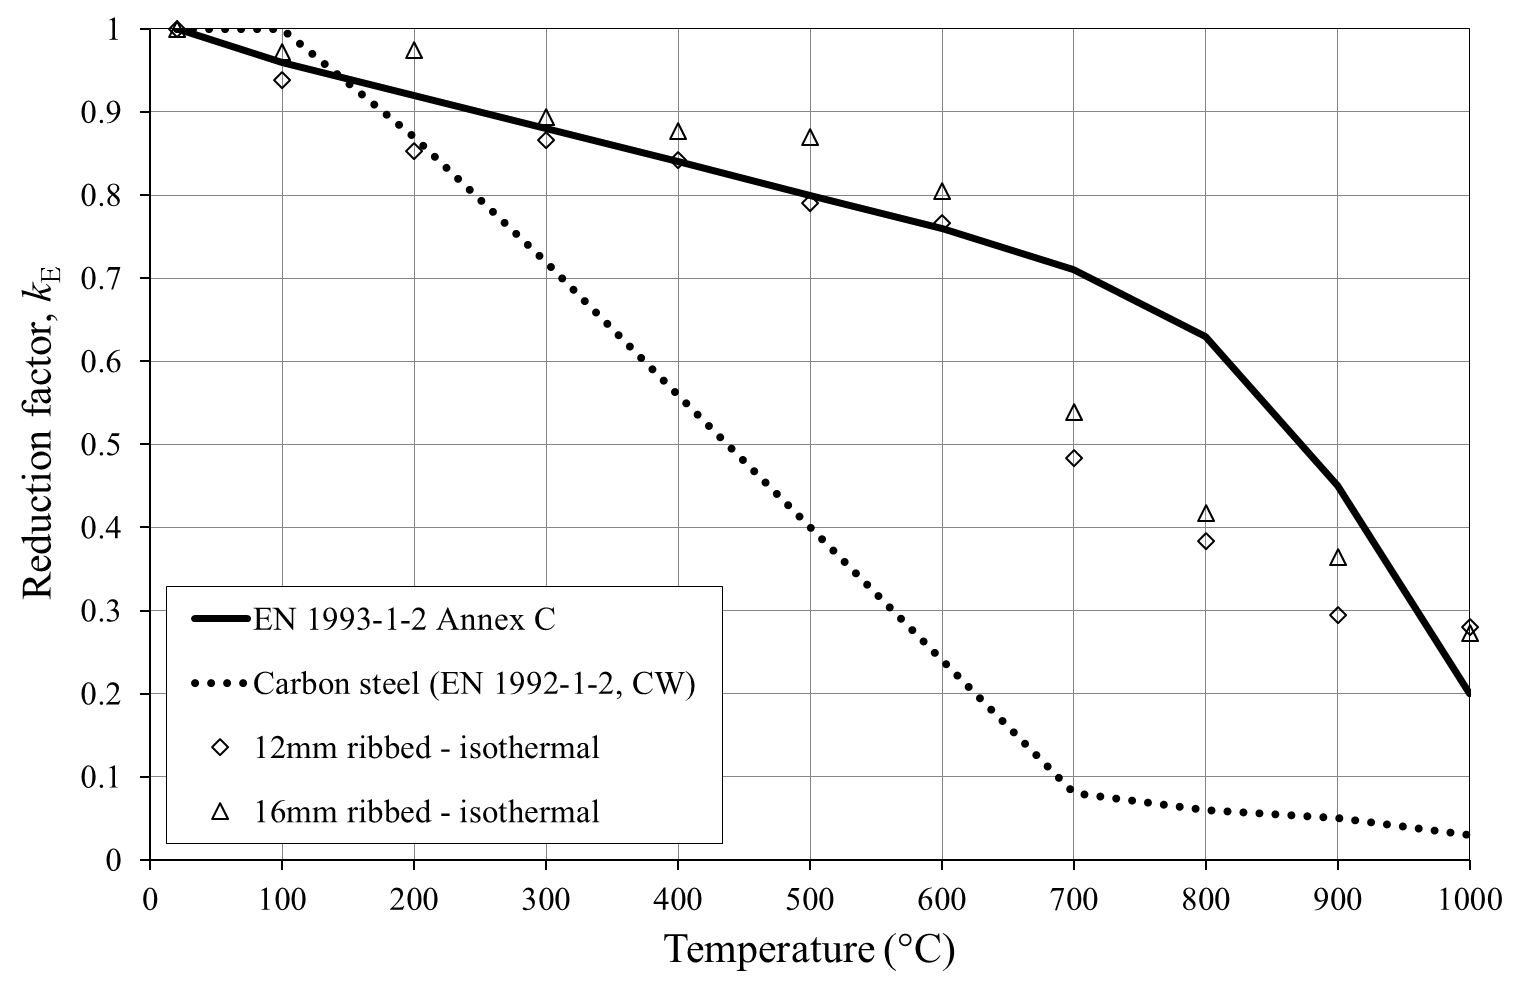 1
0.9
0.8
0.7
0.6
0.5
0.4
0.3
0.2
0.1
0
Reduction factor, kE
EN 1993-1-2 Annex C
Carbon steel (EN 1992-1-2, CW)
12mm ribbed - isothermal
16mm ribbed - isothermal
0 100 200 300 400 500 600 700 800 900 1000
Temperature (°C)